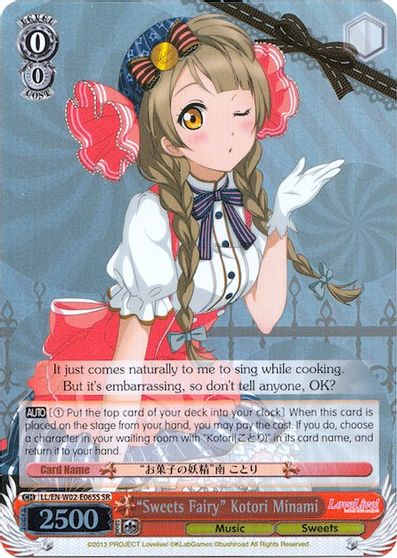 LEVEL
0
0
COST
It just comes naturally to me to sing while cooking.
But it's embarrassing, so don't tell anyone, OK?
AUTO [① Put the top card of your deck into your clock] When this card is
placed on the stage from your hand, you may pay the cost. If you do, choose
a character in your waiting room with "Kotori[ことり]" in its card name, and
return it to your hand.
Card Name "お菓子の妖精"南 ことり
CH LL/EN-W02-E065S SR
"Sweets Fairy" Kotori Minami
LoveLive!
2500
Music
Sweets
©2013 PROJECT Lovelive! ©KLabGames ©bushiroad All Rights Reserved.